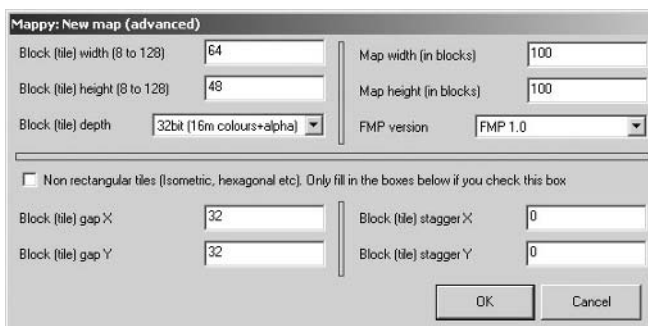 Mappy: New map (advanced)
Block (tile) width (8 to 128) 64
Map width (in blocks) 100
Block (tile) height (8 to 128) 48
Map height (in blocks) 100
Block (tile) depth 32bit (16m colours+alpha)
FMP version FMP 1.0
Non rectangular tiles (Isometric, hexagonal etc). Only fill in the boxes below if you check this box
Block (tile) gap X 32
Block (tile) stagger X 0
Block (tile) gap Y 32
Block (tile) stagger Y 0
OK
Cancel